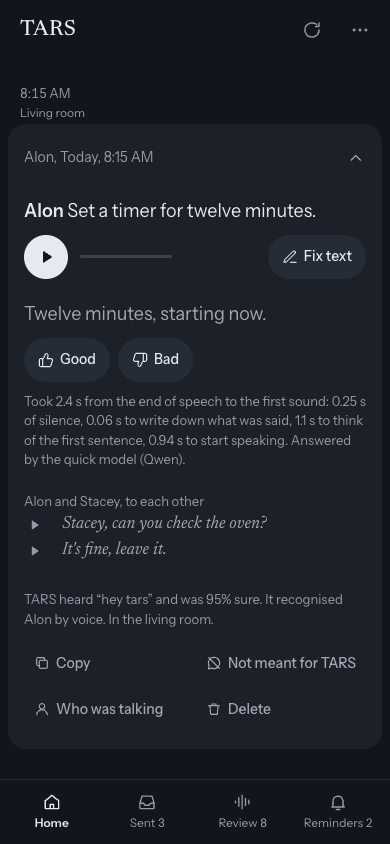 TARS
8:15 AM
Living room
Alon, Today, 8:15 AM
Alon Set a timer for twelve minutes.
Fix text
Twelve minutes, starting now.
Good
Bad
Took 2.4 s from the end of speech to the first sound: 0.25 s
of silence, 0.06 s to write down what was said, 1.1 s to think
of the first sentence, 0.94 s to start speaking. Answered
by the quick model (Qwen).
Alon and Stacey, to each other
Stacey, can you check the oven?
It's fine, leave it.
TARS heard “hey tars” and was 95% sure. It recognised
Alon by voice. In the living room.
Copy
Not meant for TARS
Who was talking
Delete
Home
Sent 3
Review 8
Reminders 2